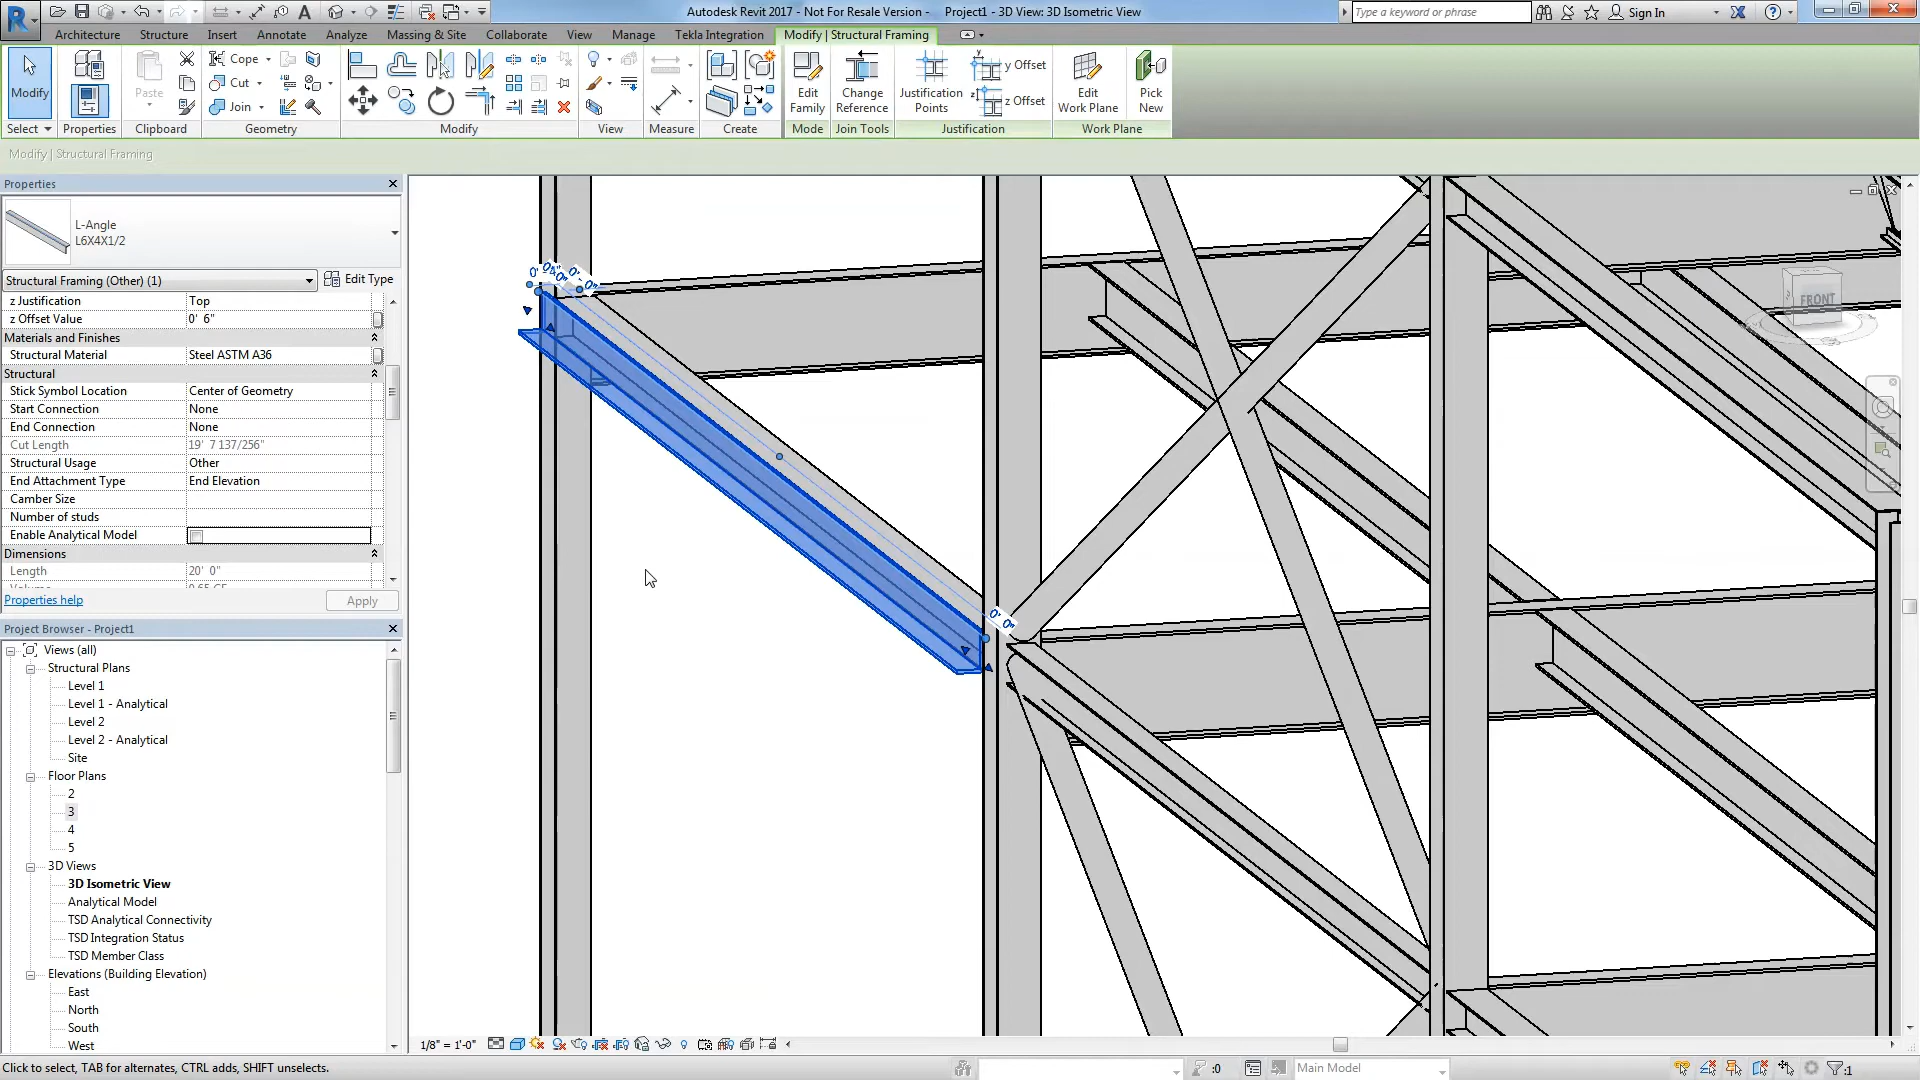 Autodesk Revit 2017 - Not For Resale Version - Project1 - 3D View: 3D Isometric View
Type a keyword or phrase
Sign In
Architecture Structure Insert Annotate Analyze Massing & Site Collaborate View Manage Tekla Integration Modify | Structural Framing
Modify
Paste
Cope
Cut
Join
Edit Family
Change Reference
Justification Points
y Offset
z Offset
Edit Work Plane
Pick New
Select Properties Clipboard Geometry Modify View Measure Create Mode Join Tools Justification Work Plane
Modify | Structural Framing
Properties
L-Angle
L6X4X1/2
Structural Framing (Other) (1)
Edit Type
z Justification Top
z Offset Value 0' 6"
Materials and Finishes
Structural Material Steel ASTM A36
Structural
Stick Symbol Location Center of Geometry
Start Connection None
End Connection None
Cut Length 19' 7 137/256"
Structural Usage Other
End Attachment Type End Elevation
Camber Size
Number of studs
Enable Analytical Model
Dimensions
Length 20' 0"
Properties help
Apply
Project Browser - Project1
Views (all)
Structural Plans
Level 1
Level 1 - Analytical
Level 2
Level 2 - Analytical
Site
Floor Plans
2
3
4
5
3D Views
3D Isometric View
Analytical Model
TSD Analytical Connectivity
TSD Integration Status
TSD Member Class
Elevations (Building Elevation)
East
North
South
West
0' 0"
FRONT
1/8" = 1'-0"
Click to select, TAB for alternates, CTRL adds, SHIFT unselects.
:0
Main Model
:1